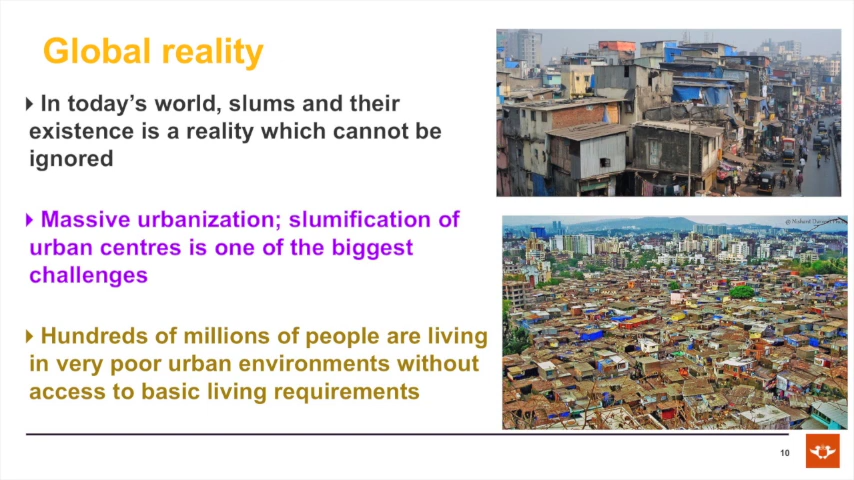 Global reality
In today's world, slums and their
existence is a reality which cannot be
ignored
Massive urbanization; slumification of
urban centres is one of the biggest
challenges
Hundreds of millions of people are living
in very poor urban environments without
access to basic living requirements
10